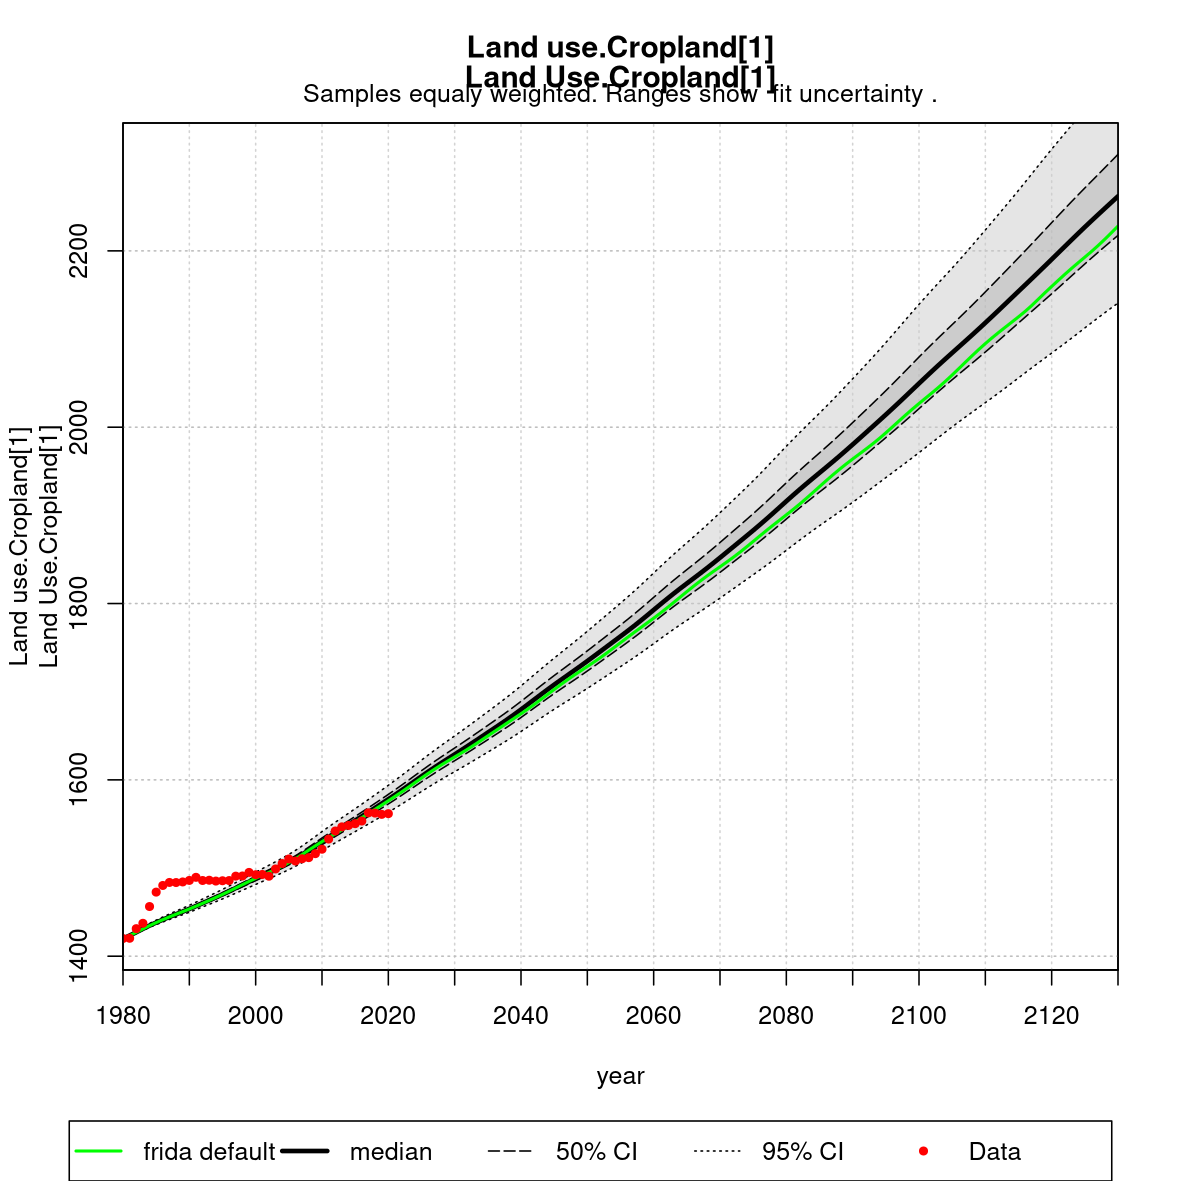 Land use.Cropland[1]
Land Use.Cropland[1]
Samples equaly weighted. Ranges show  fit uncertainty .
Land use.Cropland[1]
Land Use.Cropland[1]
2200
2000
1800
1600
1400
1980 2000 2020 2040 2060 2080 2100 2120
year
frida default median 50% CI 95% CI Data